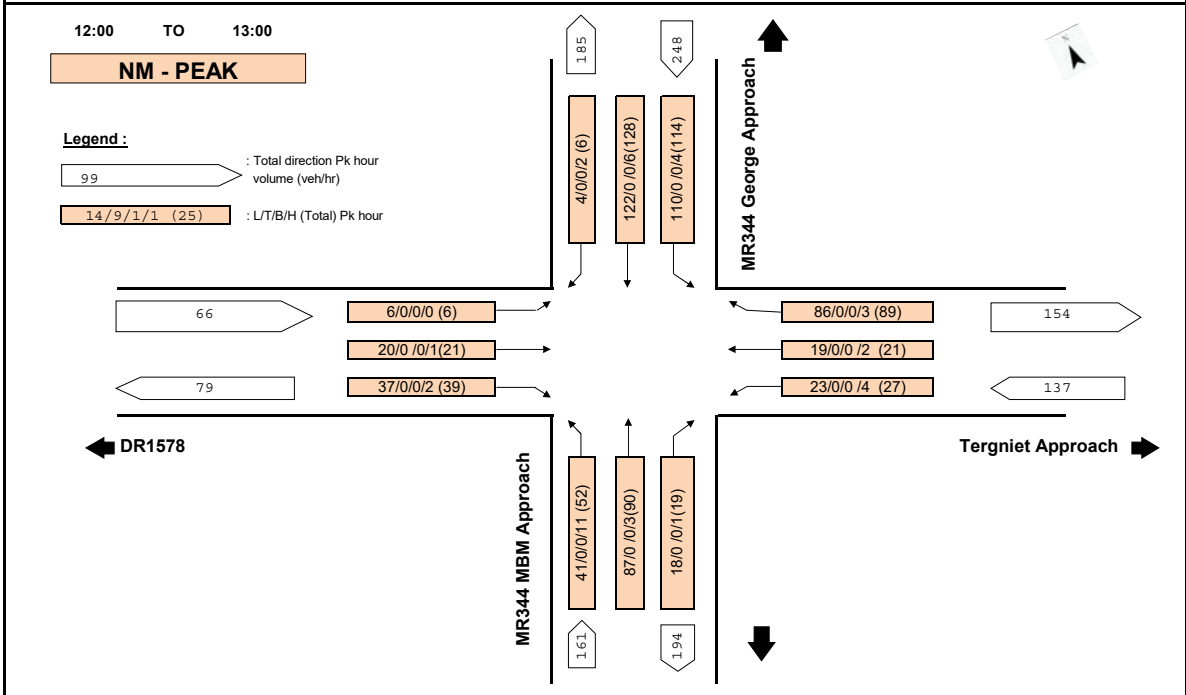 12:00 TO 13:00
NM - PEAK
Legend :
99
: Total direction Pk hour
volume (veh/hr)
14/9/1/1 (25)
: L/T/B/H (Total) Pk hour
185
248
4/0/0/2 (6)
122/0 /0/6(128)
110/0 /0/4(114)
MR344 George Approach
N
66
6/0/0/0 (6)
86/0/0/3 (89)
154
20/0 /0/1(21)
19/0/0 /2 (21)
79
37/0/0/2 (39)
23/0/0 /4 (27)
137
DR1578
Tergniet Approach
MR344 MBM Approach
41/0/0/11 (52)
87/0 /0/3(90)
18/0 /0/1(19)
161
194